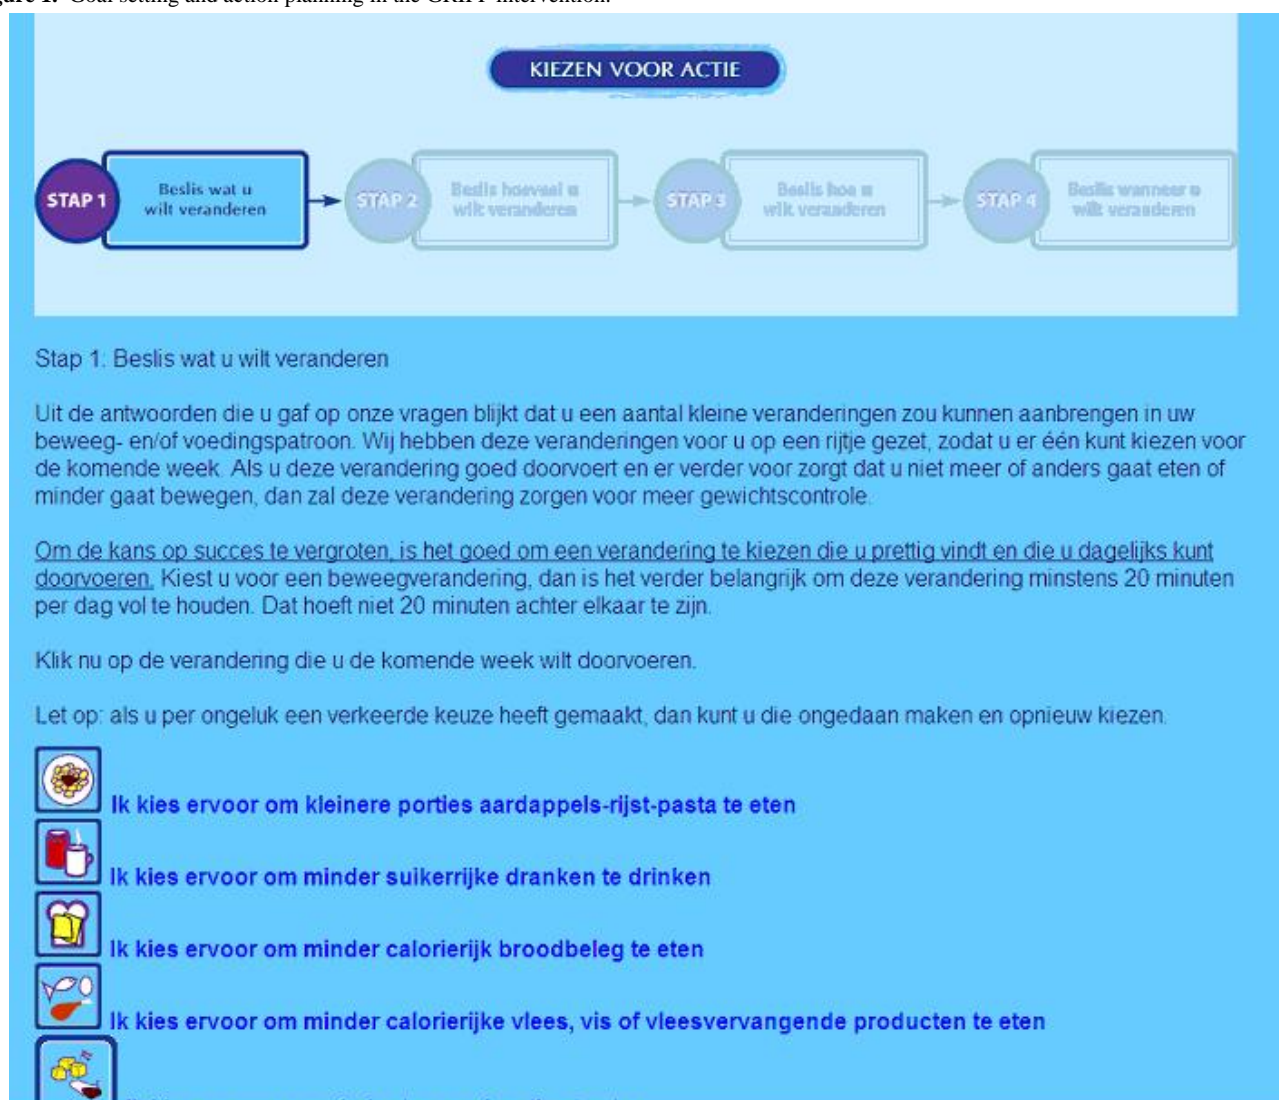 Goal setting and action planning in the GRIPP intervention.
KIEZEN VOOR ACTIE
STAP 1
Beslis wat u
wilt veranderen
STAP 2
Beslis hoeveel u
wilt veranderen
STAP 3
Beslis hoe u
wilt veranderen
STAP 4
Beslis wanneer u
wilt veranderen
Stap 1: Beslis wat u wilt veranderen
Uit de antwoorden die u gaf op onze vragen blijkt dat u een aantal kleine veranderingen zou kunnen aanbrengen in uw
beweeg- en/of voedingspatroon. Wij hebben deze veranderingen voor u op een rijtje gezet, zodat u er één kunt kiezen voor
de komende week. Als u deze verandering goed doorvoert en er verder voor zorgt dat u niet meer of anders gaat eten of
minder gaat bewegen, dan zal deze verandering zorgen voor meer gewichtscontrole.
Om de kans op succes te vergroten, is het goed om een verandering te kiezen die u prettig vindt en die u dagelijks kunt
doorvoeren. Kiest u voor een beweegverandering, dan is het verder belangrijk om deze verandering minstens 20 minuten
per dag vol te houden. Dat hoeft niet 20 minuten achter elkaar te zijn.
Klik nu op de verandering die u de komende week wilt doorvoeren.
Let op: als u per ongeluk een verkeerde keuze heeft gemaakt, dan kunt u die ongedaan maken en opnieuw kiezen.
Ik kies ervoor om kleinere porties aardappels-rijst-pasta te eten
Ik kies ervoor om minder suikerrijke dranken te drinken
Ik kies ervoor om minder calorierijk broodbeleg te eten
Ik kies ervoor om minder calorierijke vlees, vis of vleesvervangende producten te eten